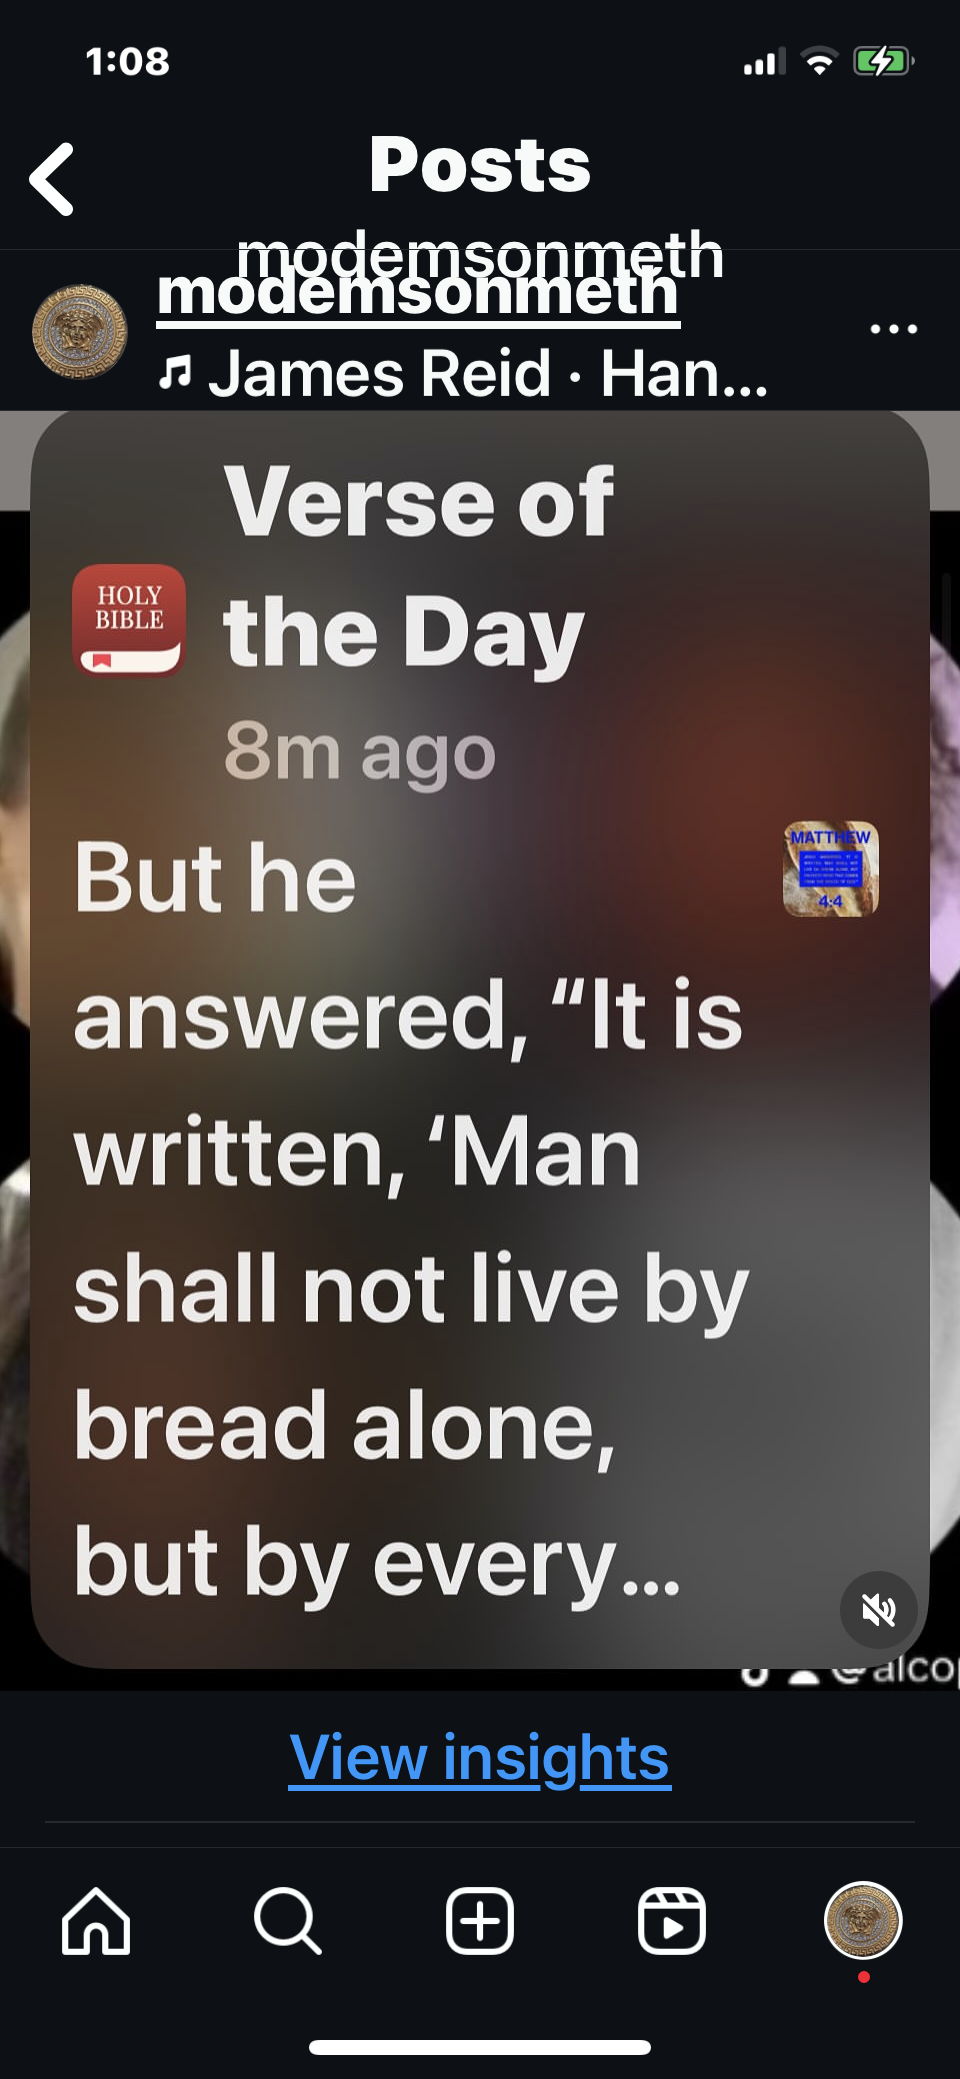 1:08
Posts
modemsonmeth
modemsonmeth
James Reid · Han...
Verse of
the Day
HOLY
BIBLE
8m ago
But he
MATTHEW
4:4
answered, “It is
written, ‘Man
shall not live by
bread alone,
but by every...
View insights